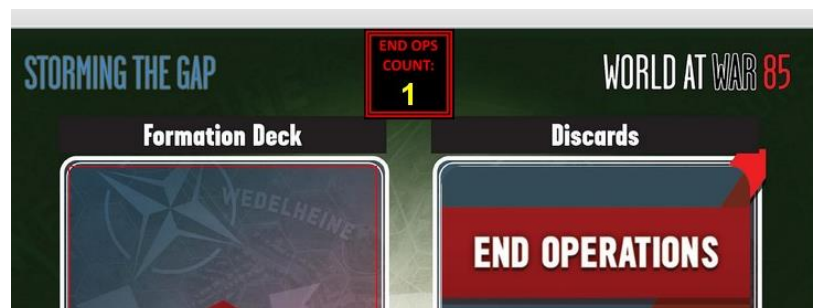 STORMING THE GAP
END OPS
COUNT:
1
WORLD AT WAR 85
Formation Deck
Discards
WEDELHEINE
END OPERATIONS